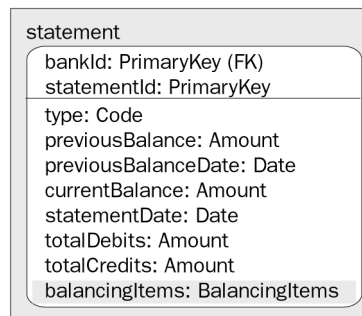 statement
bankId: PrimaryKey (FK)
statementId: PrimaryKey
type: Code
previousBalance: Amount
previousBalanceDate: Date
currentBalance: Amount
statementDate: Date
totalDebits: Amount
totalCredits: Amount
balancingItems: BalancingItems